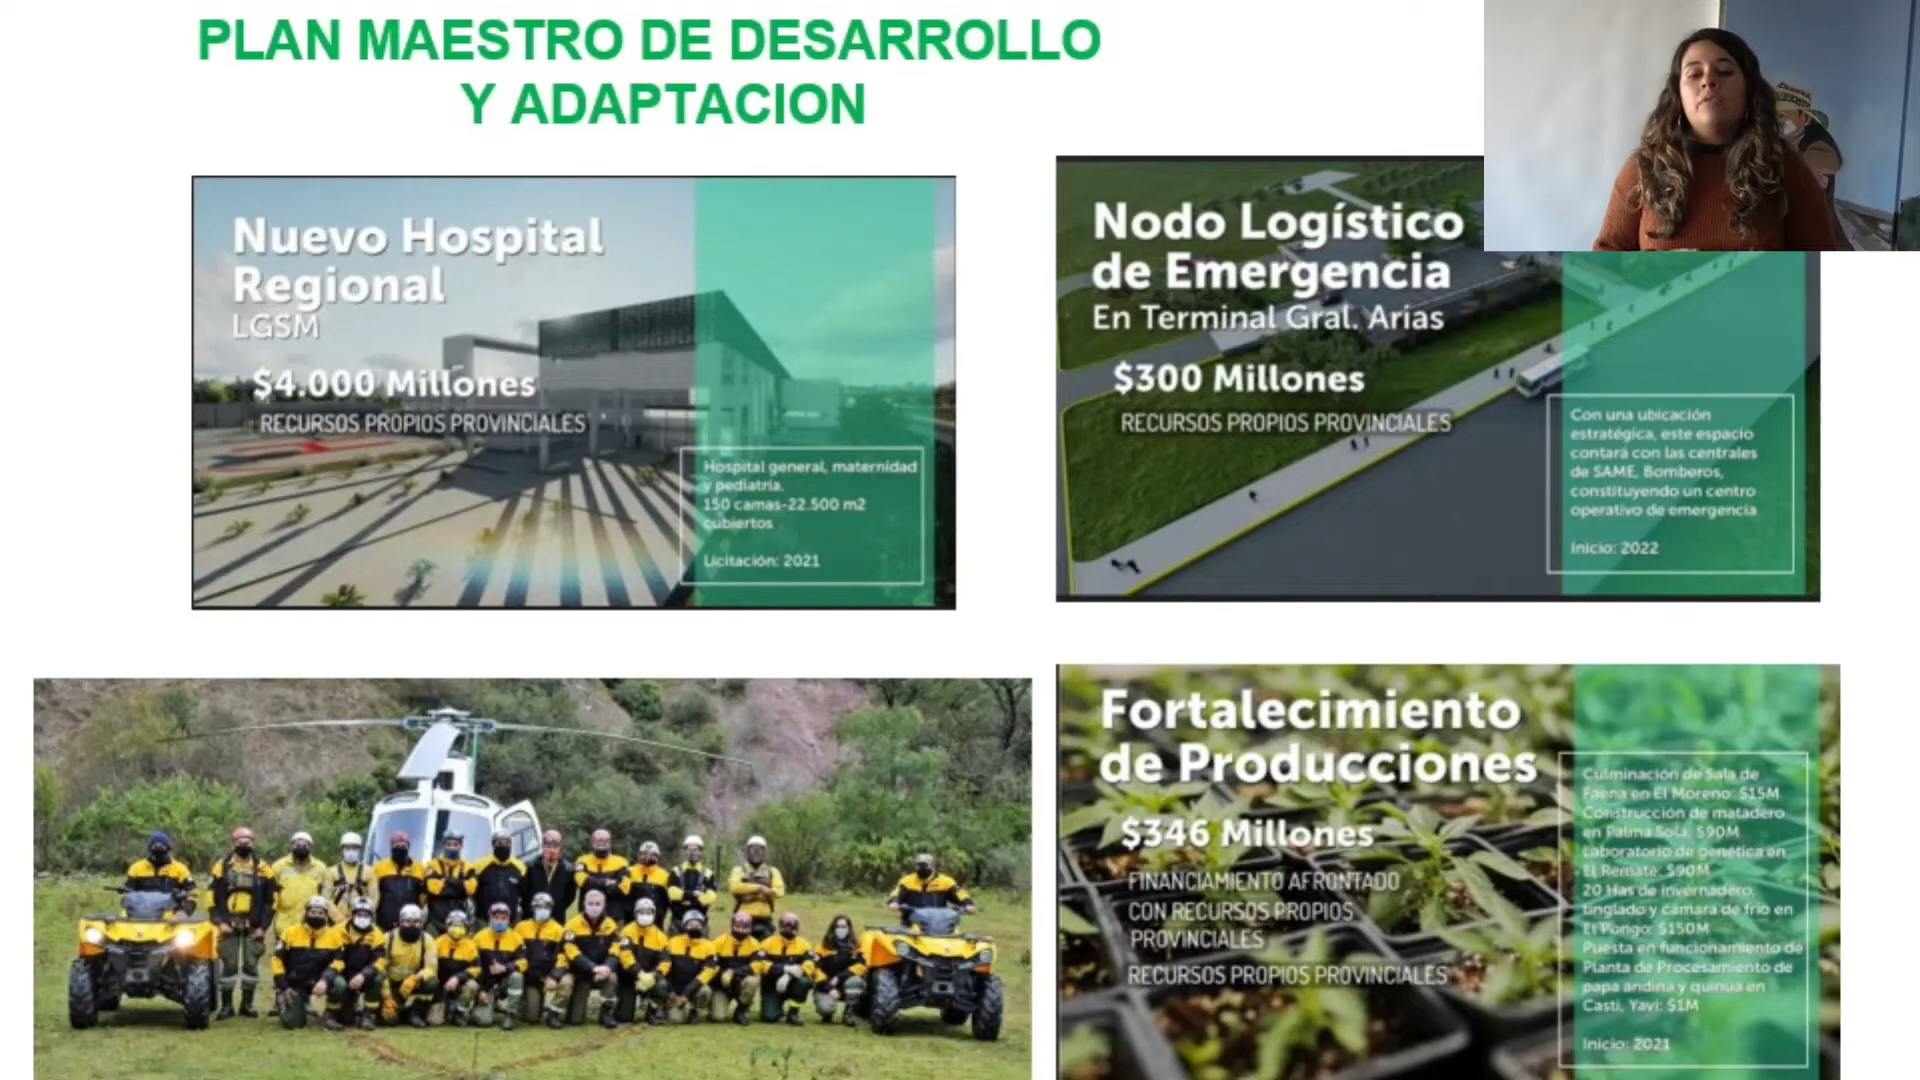 PLAN MAESTRO DE DESARROLLO
Y ADAPTACION
Nuevo Hospital
Regional
LGSM
$4.000 Millones
RECURSOS PROPIOS PROVINCIALES
Hospital general, maternidad
y pediatría.
150 camas-22.500 m2
cubiertos
Licitación: 2021
Nodo Logístico
de Emergencia
En Terminal Gral. Arias
$300 Millones
RECURSOS PROPIOS PROVINCIALES
Con una ubicación
estratégica, este espacio
contará con las centrales
de SAME, Bomberos,
constituyendo un centro
operativo de emergencia
Inicio: 2022
Fortalecimiento
de Producciones
$346 Millones
FINANCIAMIENTO AFRONTADO
CON RECURSOS PROPIOS
PROVINCIALES
RECURSOS PROPIOS PROVINCIALES
Culminación de Sala de
Faena en El Moreno: $15M
Construcción de matadero
en Palma Sola: $90M
Laboratorio de genética en
El Remate: $90M
20 Has de invernadero,
tinglado y cámara de frío en
El Pongo: $150M
Puesta en funcionamiento de
Planta de Procesamiento de
papa andina y quinua en
Casti, Yavi: $1M
Inicio: 2021